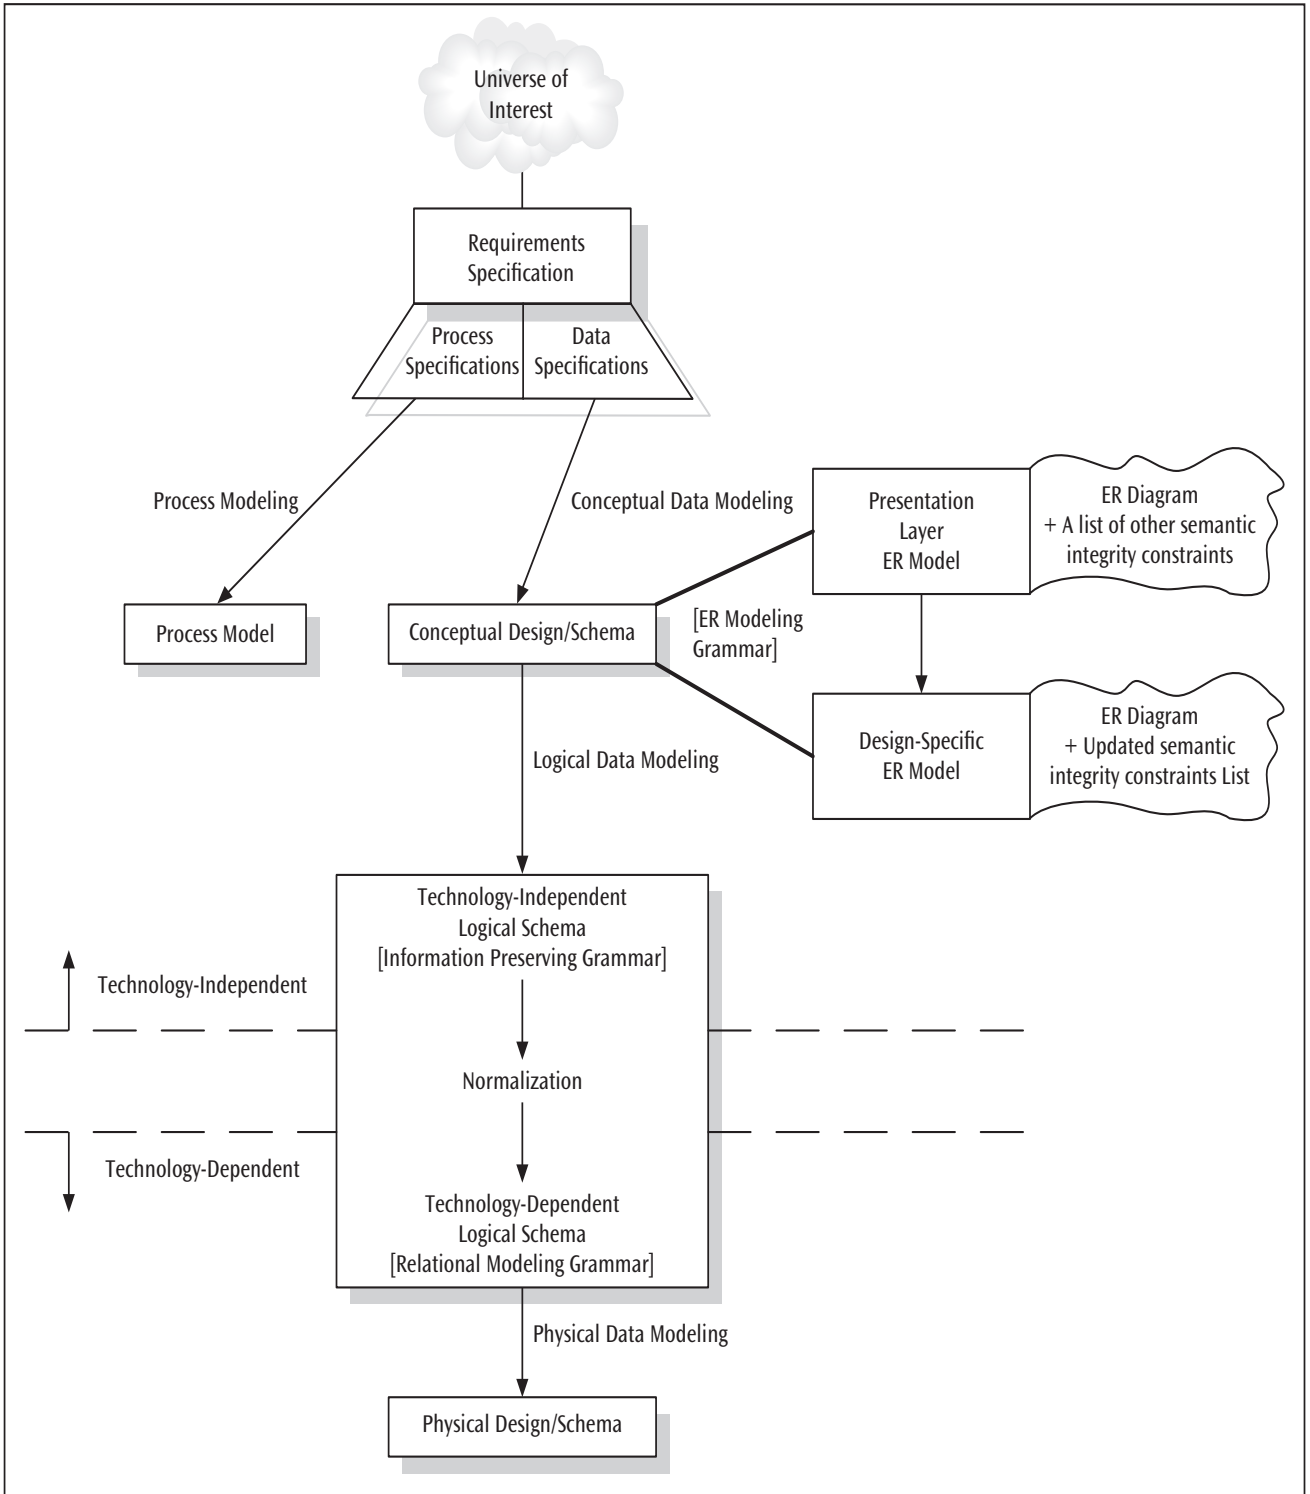 Universe of
Interest
Requirements
Specification
Process
Specifications
Data
Specifications
Process Modeling
Conceptual Data Modeling
Presentation
Layer
ER Model
ER Diagram
+ A list of other semantic
integrity constraints
Process Model
Conceptual Design/Schema
[ER Modeling
Grammar]
Design-Specific
ER Model
ER Diagram
+ Updated semantic
integrity constraints List
Logical Data Modeling
Technology-Independent
Logical Schema
[Information Preserving Grammar]
Technology-Independent
Normalization
Technology-Dependent
Technology-Dependent
Logical Schema
[Relational Modeling Grammar]
Physical Data Modeling
Physical Design/Schema